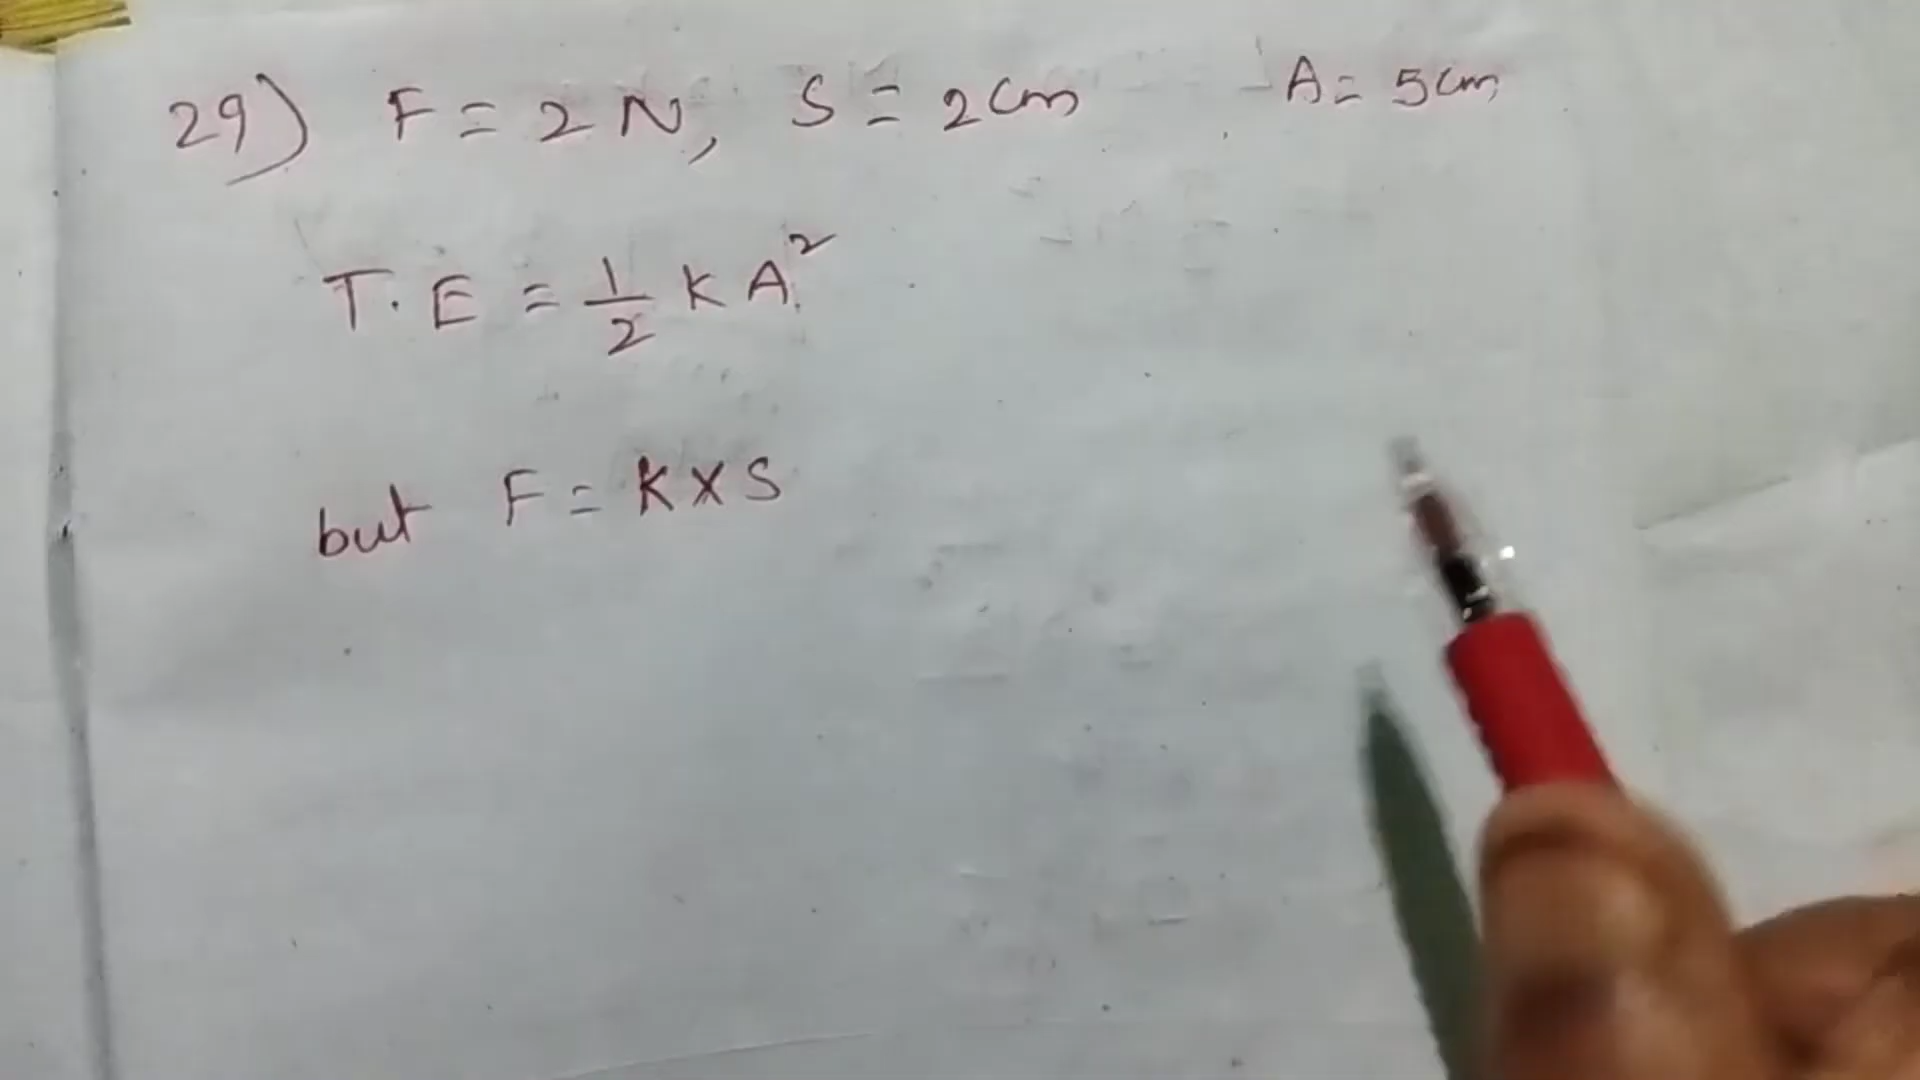 29) F = 2 N, S = 2 cm A = 5 cm
T.E = 1/2 K A²
but F = K × S